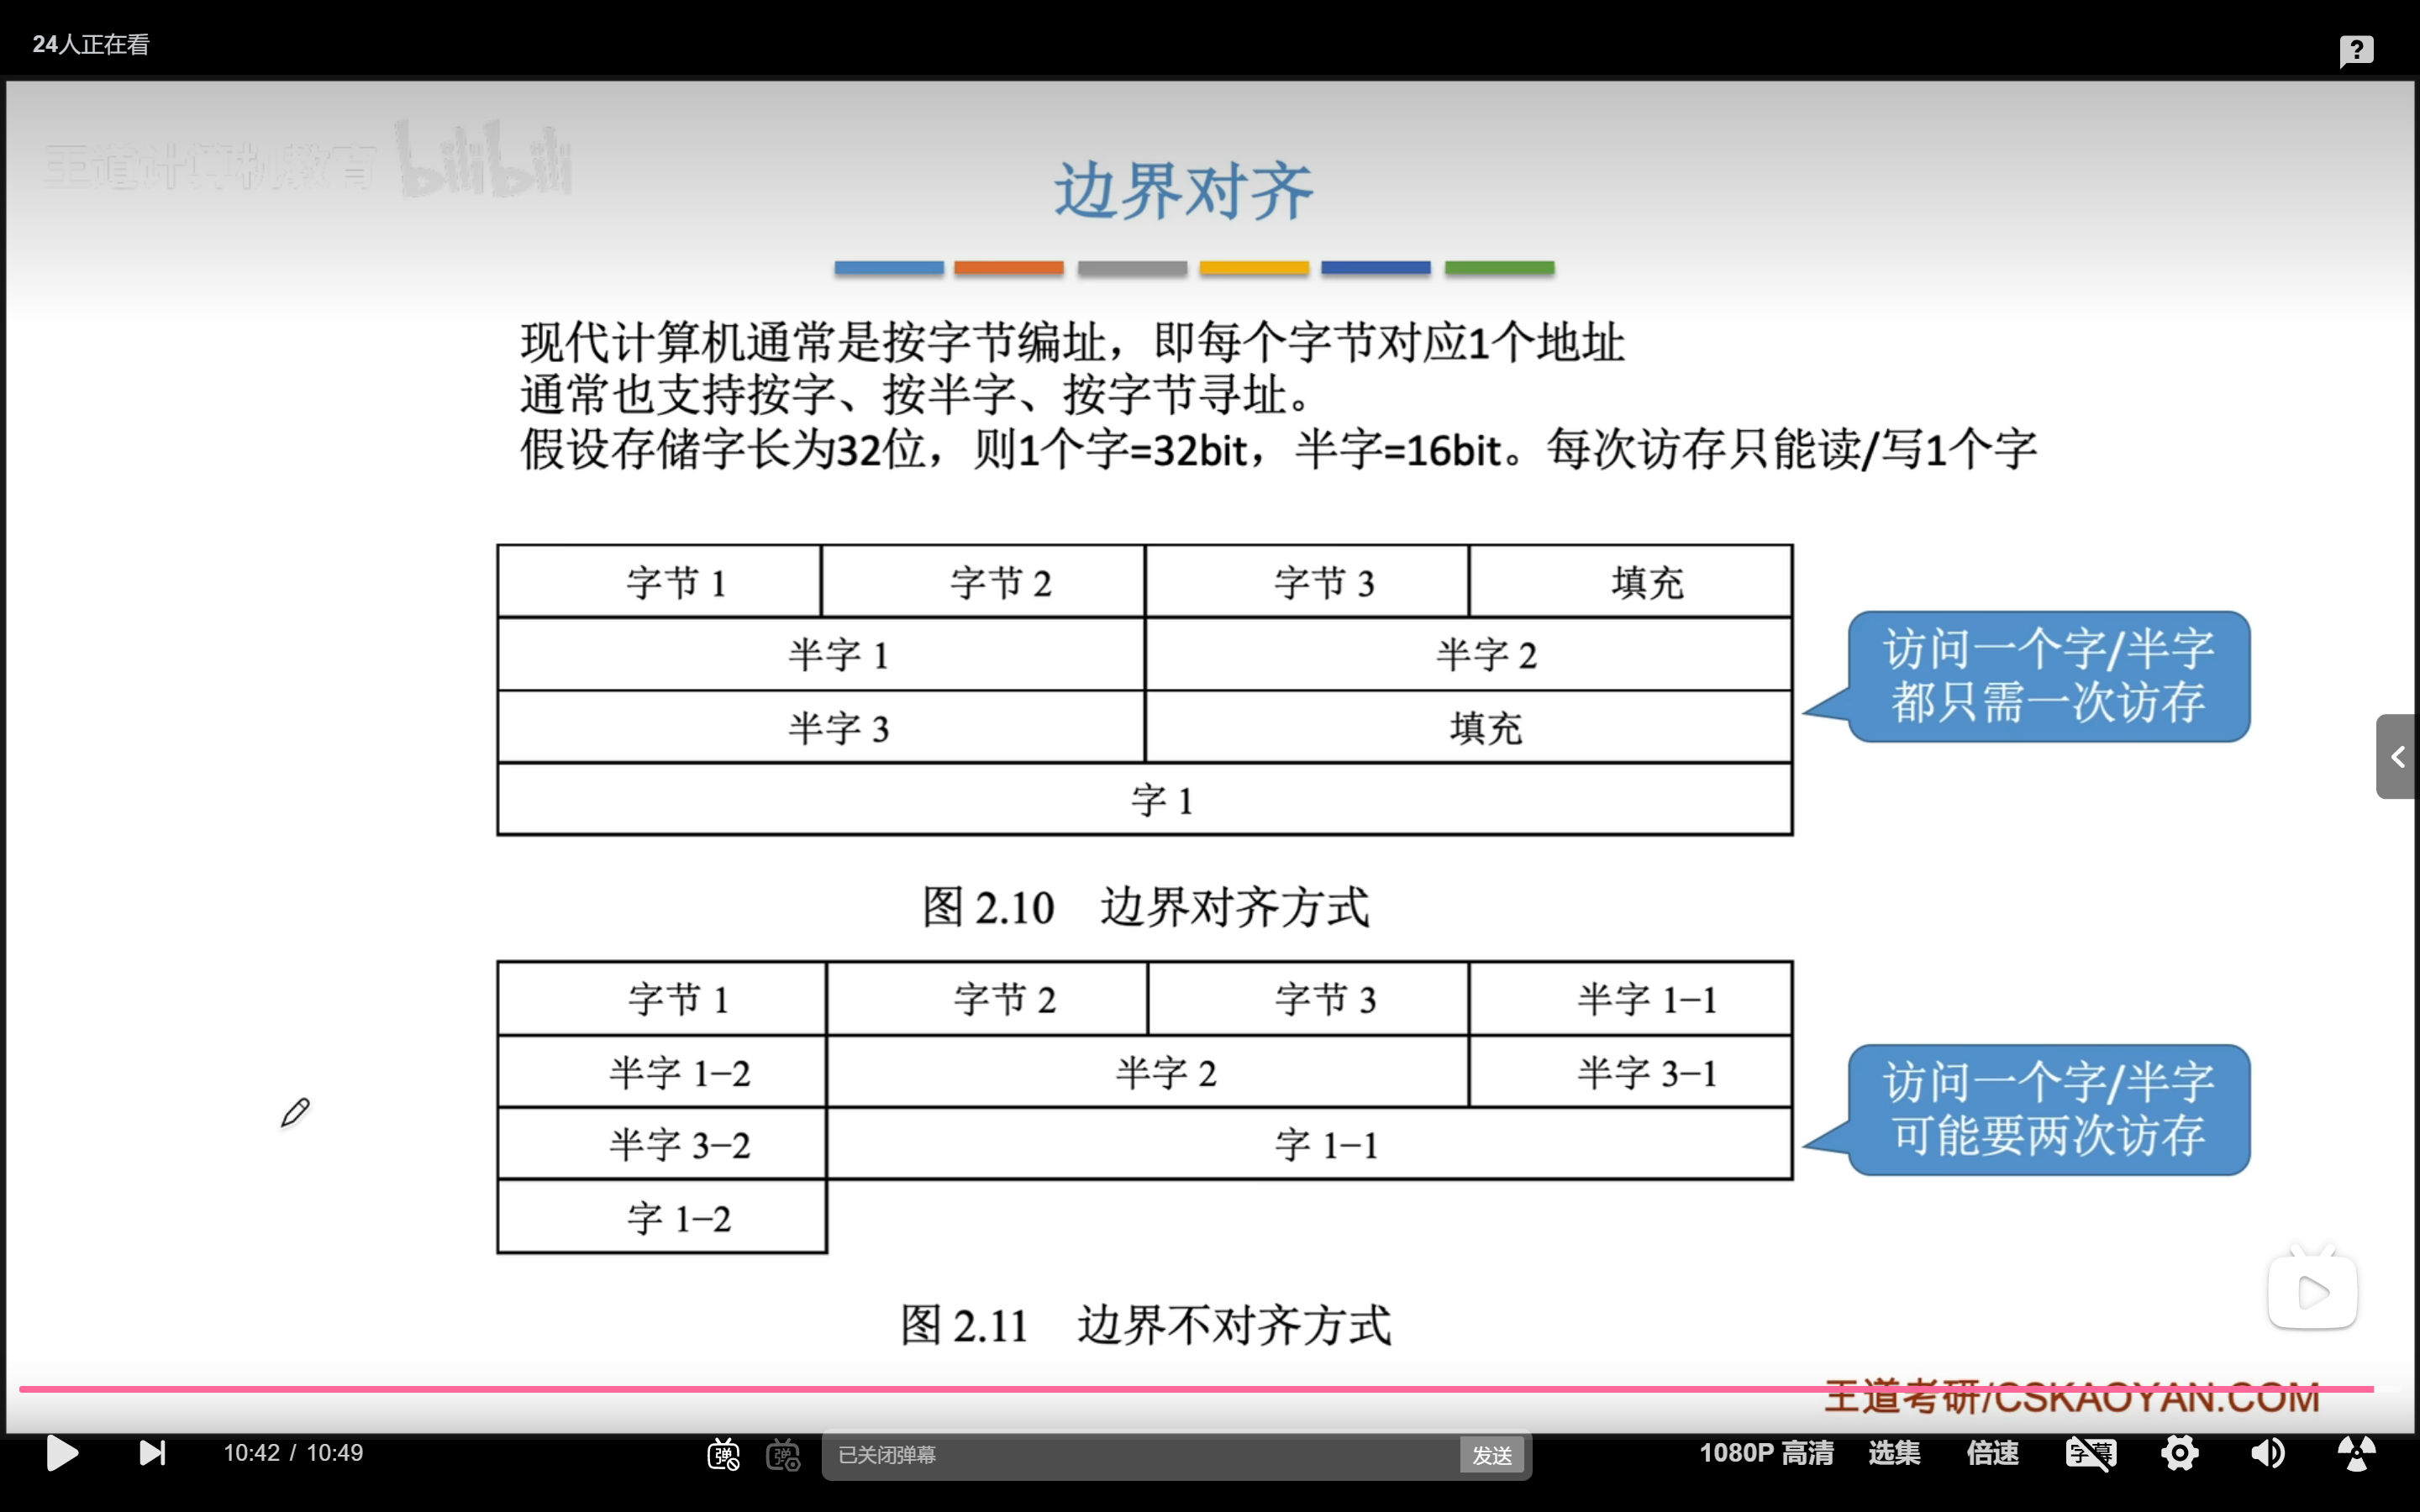 24人正在看
?
王道计算机教育 bilibili
边界对齐
现代计算机通常是按字节编址，即每个字节对应1个地址
通常也支持按字、按半字、按字节寻址。
假设存储字长为32位，则1个字=32bit，半字=16bit。每次访存只能读/写1个字
字节 1 字节 2 字节 3 填充
半字 1 半字 2
半字 3 填充
字 1
访问一个字/半字
都只需一次访存
图 2.10 边界对齐方式
字节 1 字节 2 字节 3 半字 1-1
半字 1-2 半字 2 半字 3-1
半字 3-2 字 1-1
字 1-2
访问一个字/半字
可能要两次访存
图 2.11 边界不对齐方式
王道考研/CSKAOYAN.COM
10:42 / 10:49 弹 弹 已关闭弹幕 发送 1080P 高清 选集 倍速 字幕